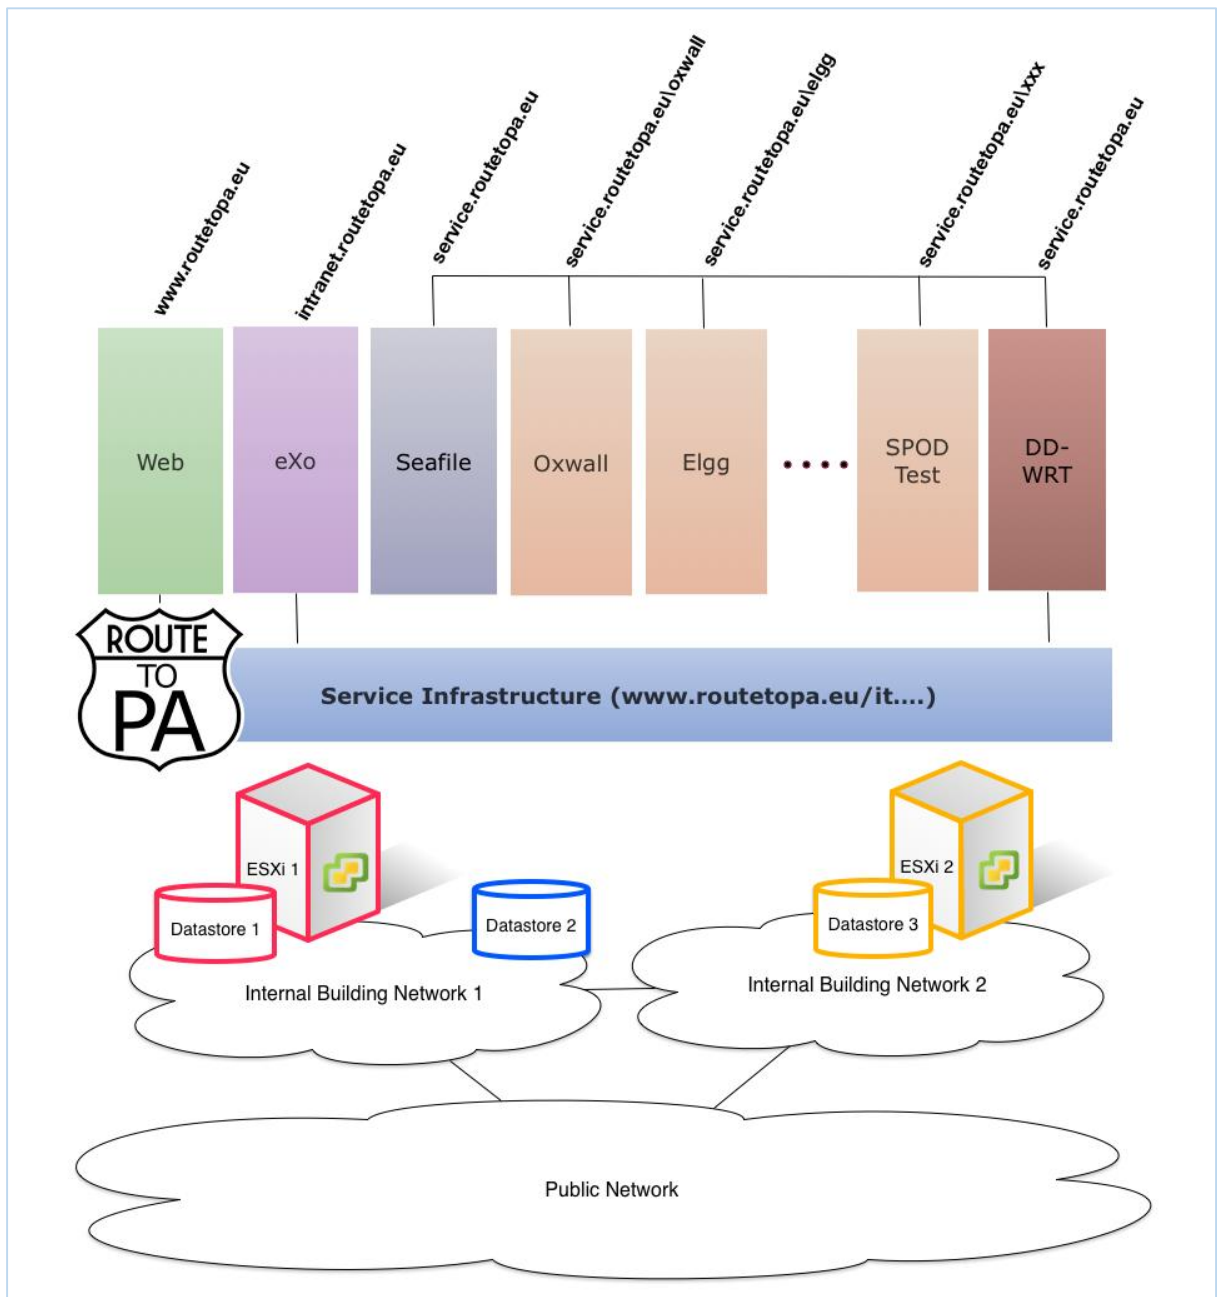 www.routetopa.eu
intranet.routetopa.eu
service.routetopa.eu
service.routetopa.eu\oxwall
service.routetopa.eu\elgg
service.routetopa.eu\xxx
service.routetopa.eu
Web
eXo
Seafile
Oxwall
Elgg
SPOD
Test
DD-
WRT
ROUTE
TO
PA
Service Infrastructure (www.routetopa.eu/it....)
ESXi 1
Datastore 1
Datastore 2
ESXi 2
Datastore 3
Internal Building Network 1
Internal Building Network 2
Public Network